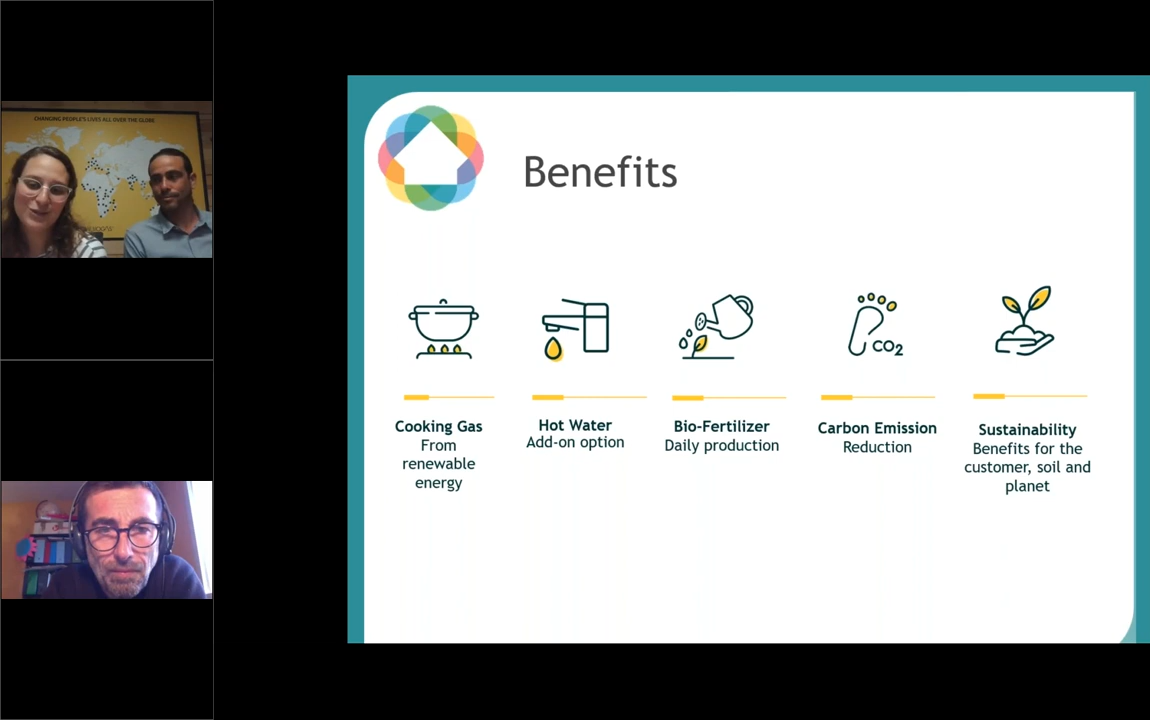 CHANGING PEOPLE'S LIVES ALL OVER THE GLOBE
Benefits
CO2
Cooking Gas
From
renewable
energy
Hot Water
Add-on option
Bio-Fertilizer
Daily production
Carbon Emission
Reduction
Sustainability
Benefits for the
customer, soil and
planet